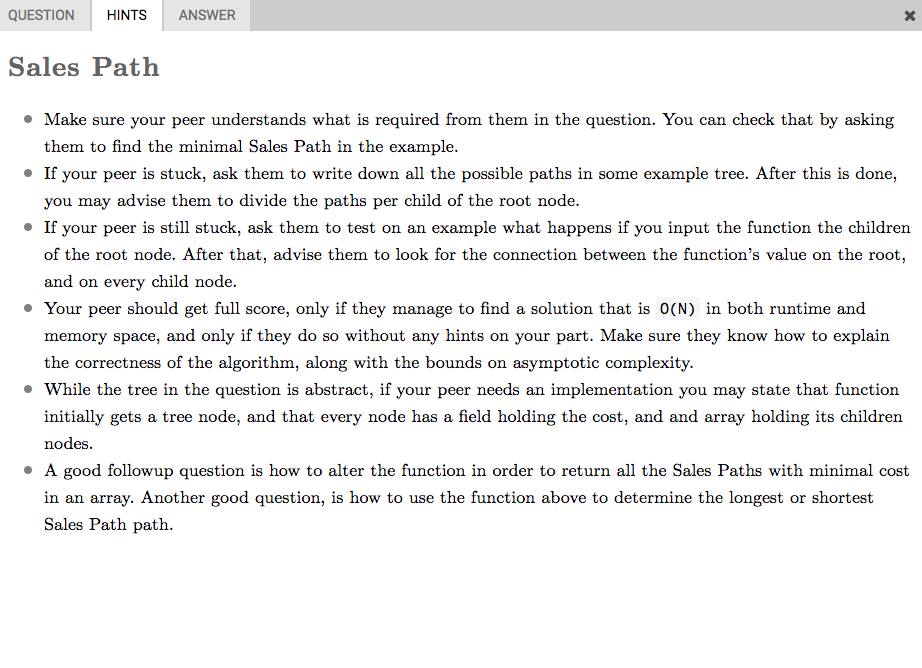 QUESTION HINTS ANSWER ✖
Sales Path
• Make sure your peer understands what is required from them in the question. You can check that by asking
them to find the minimal Sales Path in the example.
• If your peer is stuck, ask them to write down all the possible paths in some example tree. After this is done,
you may advise them to divide the paths per child of the root node.
• If your peer is still stuck, ask them to test on an example what happens if you input the function the children
of the root node. After that, advise them to look for the connection between the function’s value on the root,
and on every child node.
• Your peer should get full score, only if they manage to find a solution that is O(N) in both runtime and
memory space, and only if they do so without any hints on your part. Make sure they know how to explain
the correctness of the algorithm, along with the bounds on asymptotic complexity.
• While the tree in the question is abstract, if your peer needs an implementation you may state that function
initially gets a tree node, and that every node has a field holding the cost, and and array holding its children
nodes.
• A good followup question is how to alter the function in order to return all the Sales Paths with minimal cost
in an array. Another good question, is how to use the function above to determine the longest or shortest
Sales Path path.